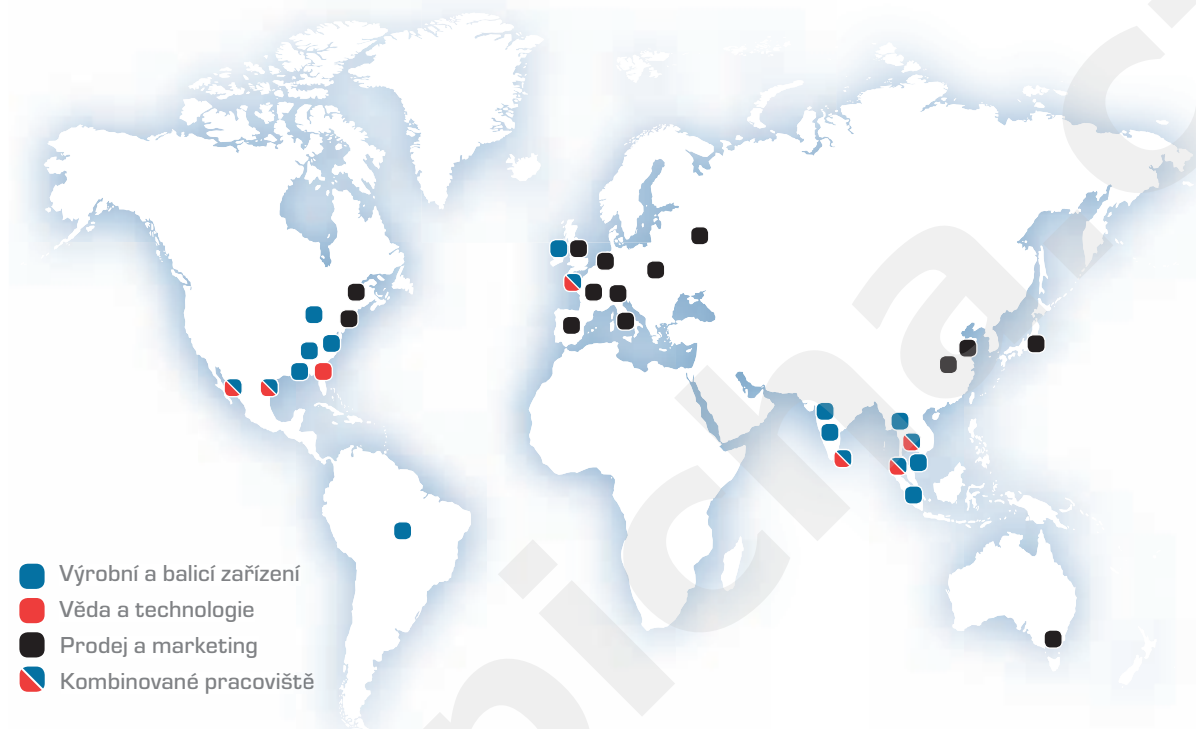 Výrobní a balicí zařízení
Věda a technologie
Prodej a marketing
Kombinované pracoviště